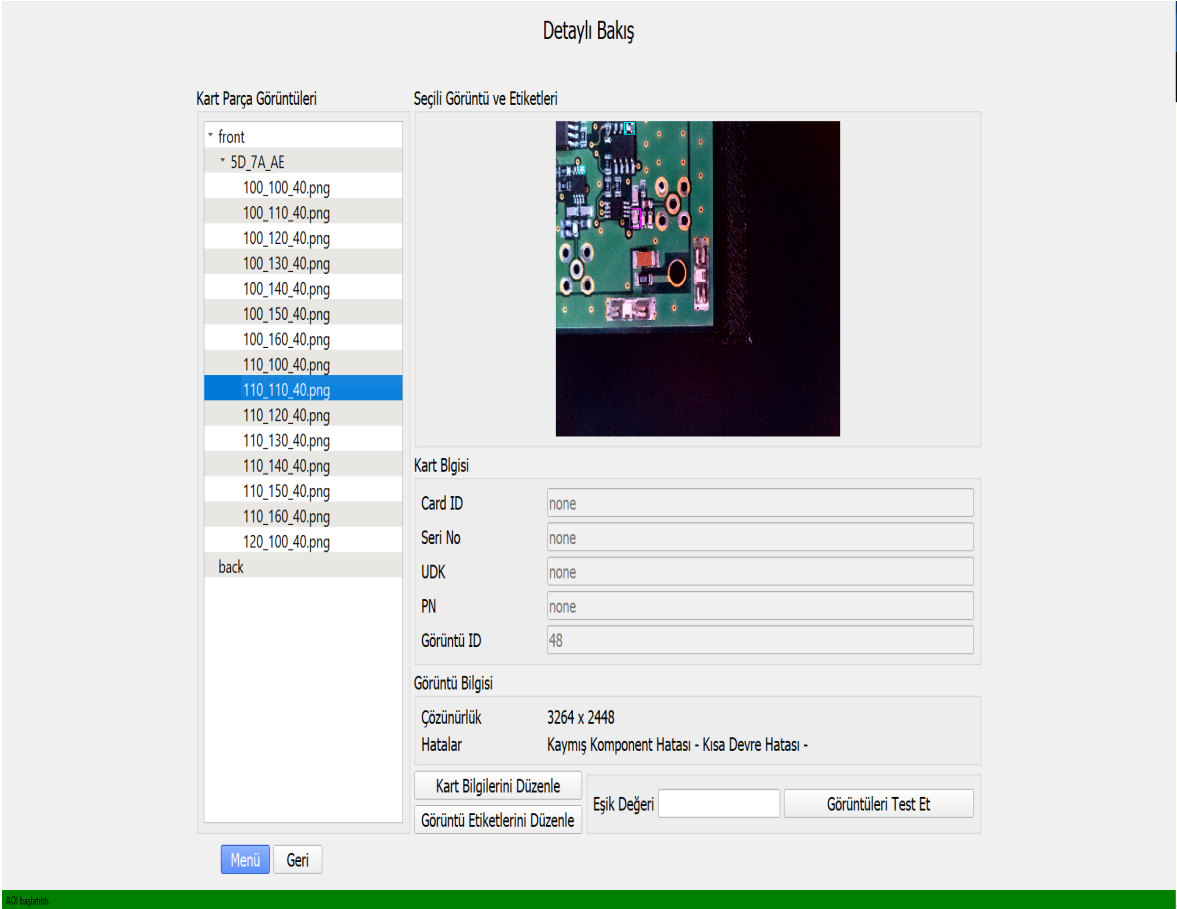 Detaylı Bakış
Kart Parça Görüntüleri
front
5D_7A_AE
100_100_40.png
100_110_40.png
100_120_40.png
100_130_40.png
100_140_40.png
100_150_40.png
100_160_40.png
110_100_40.png
110_110_40.png
110_120_40.png
110_130_40.png
110_140_40.png
110_150_40.png
110_160_40.png
120_100_40.png
back
Seçili Görüntü ve Etiketleri
Kart Blgisi
Card ID none
Seri No none
UDK none
PN none
Görüntü ID 48
Görüntü Bilgisi
Çözünürlük 3264 x 2448
Hatalar Kaymış Komponent Hatası - Kısa Devre Hatası -
Kart Bilgilerini Düzenle
Görüntü Etiketlerini Düzenle
Eşik Değeri
Görüntüleri Test Et
Menü Geri
AOI başlatıldı.